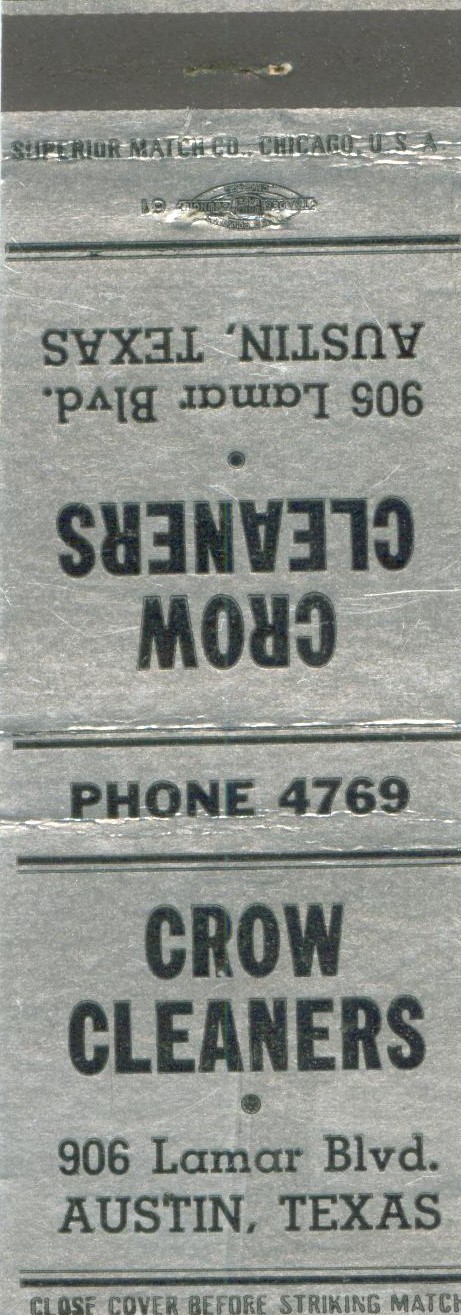 SUPERIOR MATCH CO., CHICAGO, U S A
61
AUSTIN, TEXAS
906 Lamar Blvd.
CLEANERS
CROW
PHONE 4769
CROW
CLEANERS
906 Lamar Blvd.
AUSTIN, TEXAS
CLOSE COVER BEFORE STRIKING MATCH